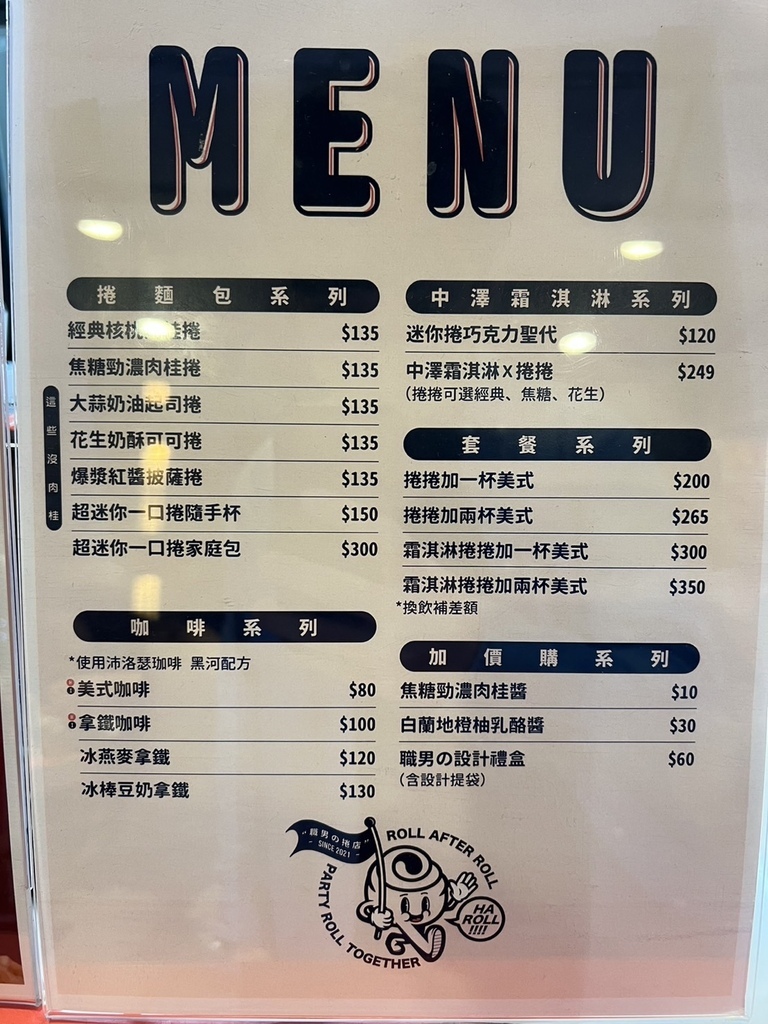 MENU
捲麵包系列
經典核桃肉桂捲 $135
焦糖勁濃肉桂捲 $135
這些沒肉桂
大蒜奶油起司捲 $135
花生奶酥可可捲 $135
爆漿紅醬披薩捲 $135
超迷你一口捲隨手杯 $150
超迷你一口捲家庭包 $300
咖啡系列
*使用沛洛瑟珈啡 黑河配方
美式咖啡 $80
拿鐵咖啡 $100
冰燕麥拿鐵 $120
冰棒豆奶拿鐵 $130
中澤霜淇淋系列
迷你捲巧克力聖代 $120
中澤霜淇淋X捲捲 $249
(捲捲可選經典、焦糖、花生)
套餐系列
捲捲加一杯美式 $200
捲捲加兩杯美式 $265
霜淇淋捲捲加一杯美式 $300
霜淇淋捲捲加兩杯美式 $350
*換飲補差額
加價購系列
焦糖勁濃肉桂醬 $10
白蘭地橙柚乳酪醬 $30
職男の設計禮盒 $60
(含設計提袋)
職男の捲店
SINCE 2021
ROLL AFTER ROLL
PARTY ROLL TOGETHER
HA
ROLL
!!!!